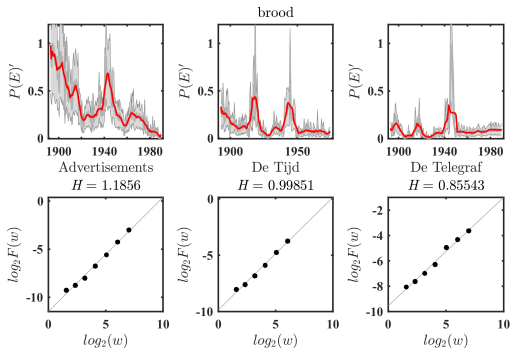 brood
1
0.5
0
P(E)′
1900 1940 1980
Advertisements
1
0.5
0
P(E)′
1900 1950
De Tijd
1
0.5
0
P(E)′
1900 1940 1980
De Telegraf
H = 1.1856
0
-5
-10
log₂F(w)
0 5 10
log₂(w)
H = 0.99851
0
-5
-10
log₂F(w)
0 5 10
log₂(w)
H = 0.85543
-2
-4
-6
-8
-10
log₂F(w)
0 5 10
log₂(w)